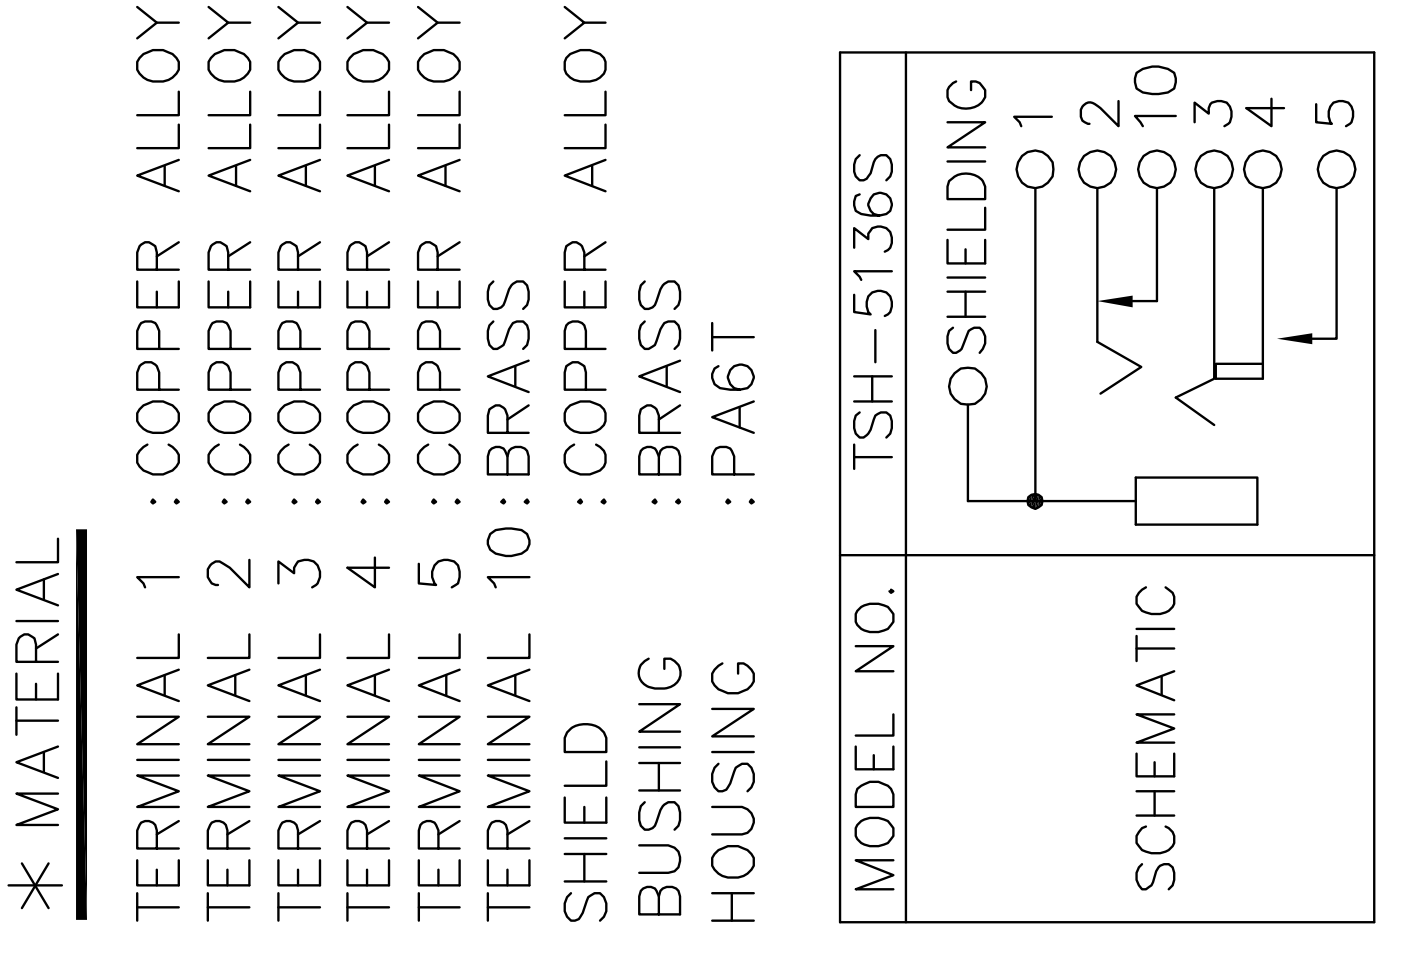 * MATERIAL
TERMINAL 1 :COPPER ALLOY
TERMINAL 2 :COPPER ALLOY
TERMINAL 3 :COPPER ALLOY
TERMINAL 4 :COPPER ALLOY
TERMINAL 5 :COPPER ALLOY
TERMINAL 10:BRASS
SHIELD :COPPER ALLOY
BUSHING :BRASS
HOUSING :PA6T
MODEL NO. TSH-5136S
SCHEMATIC
SHIELDING
1
2
10
3
4
5